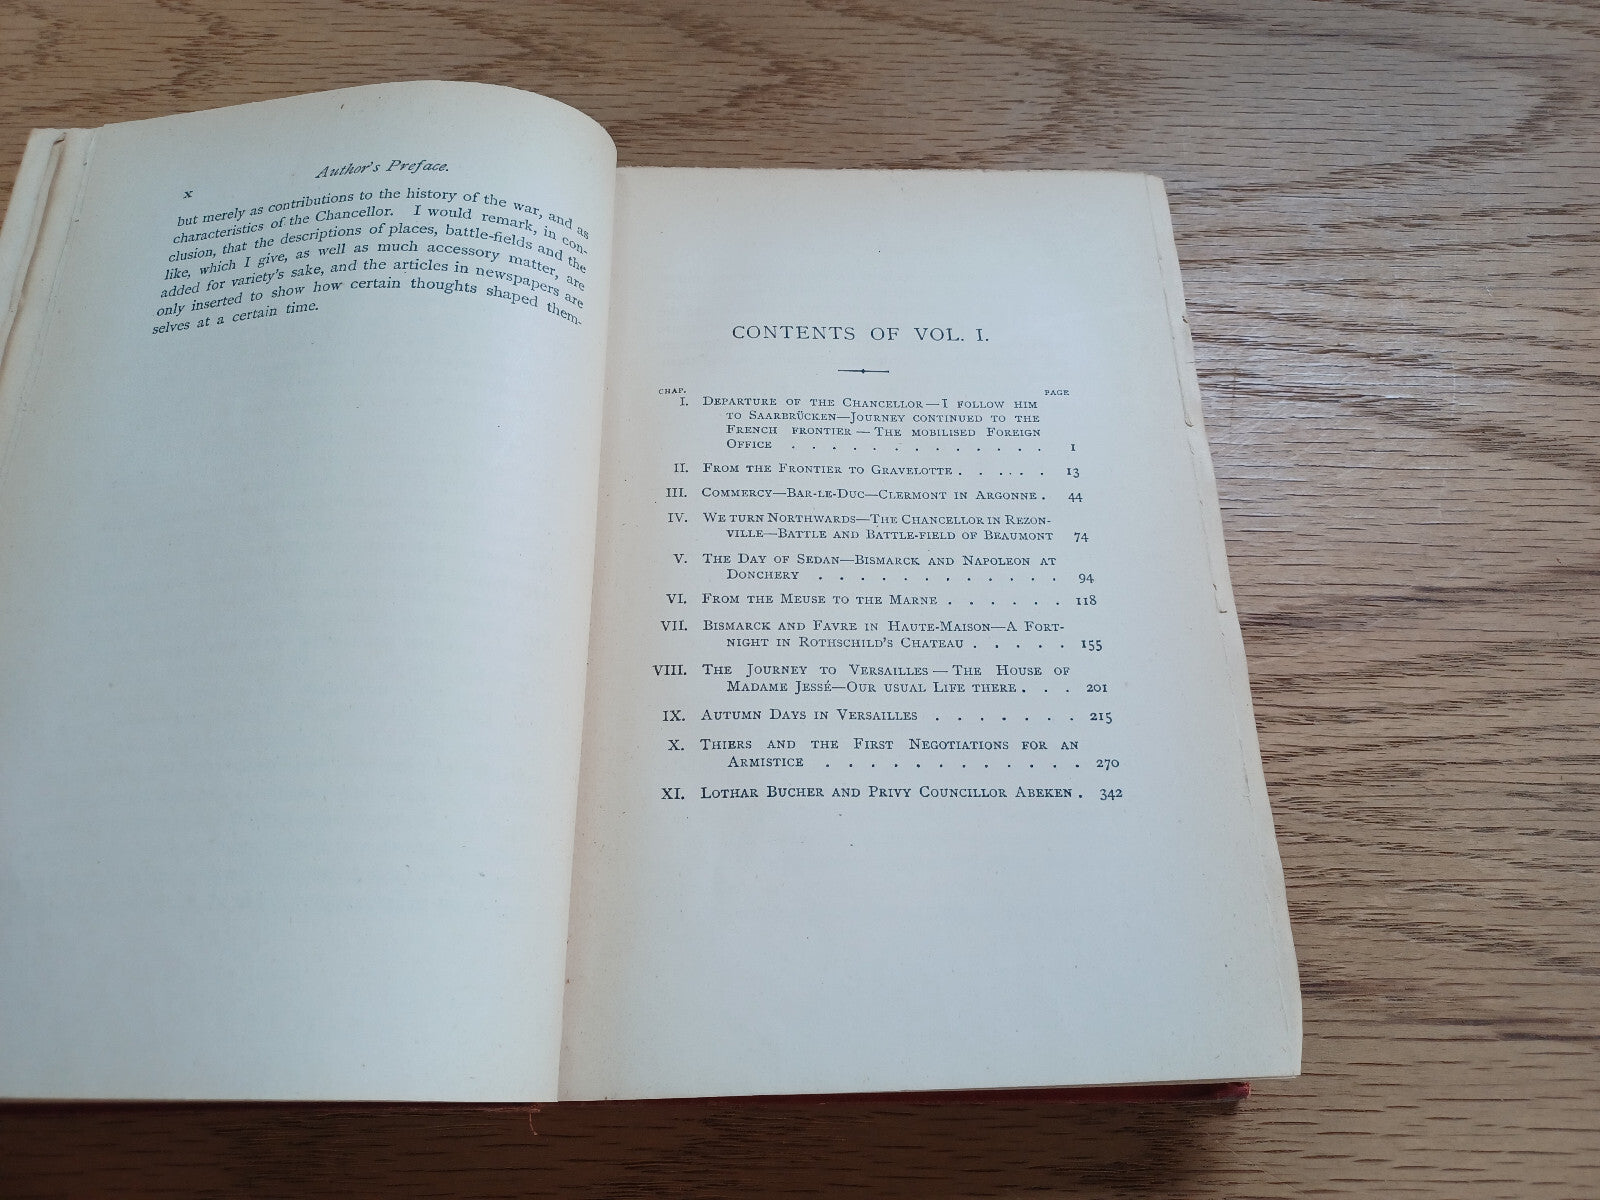 Author's Preface.
x
but merely as contributions to the history of the war, and as
characteristics of the Chancellor. I would remark, in con-
clusion, that the descriptions of places, battle-fields and the
like, which I give, as well as much accessory matter, are
added for variety's sake, and the articles in newspapers are
only inserted to show how certain thoughts shaped them-
selves at a certain time.
CONTENTS OF VOL. I.
CHAP. PAGE
I. DEPARTURE OF THE CHANCELLOR—I FOLLOW HIM
TO SAARBRÜCKEN—JOURNEY CONTINUED TO THE
FRENCH FRONTIER — THE MOBILISED FOREIGN
OFFICE . . . . . . . . . . . . . 1
II. FROM THE FRONTIER TO GRAVELOTTE . . . . . . 13
III. COMMERCY—BAR-LE-DUC—CLERMONT IN ARGONNE . 44
IV. WE TURN NORTHWARDS—THE CHANCELLOR IN REZON-
VILLE—BATTLE AND BATTLE-FIELD OF BEAUMONT 74
V. THE DAY OF SEDAN—BISMARCK AND NAPOLEON AT
DONCHERY . . . . . . . . . . . . 94
VI. FROM THE MEUSE TO THE MARNE . . . . . . 118
VII. BISMARCK AND FAVRE IN HAUTE-MAISON—A FORT-
NIGHT IN ROTHSCHILD'S CHATEAU . . . . . 155
VIII. THE JOURNEY TO VERSAILLES — THE HOUSE OF
MADAME JESSÉ—OUR USUAL LIFE THERE . . . 201
IX. AUTUMN DAYS IN VERSAILLES . . . . . . . 215
X. THIERS AND THE FIRST NEGOTIATIONS FOR AN
ARMISTICE . . . . . . . . . . . . 270
XI. LOTHAR BUCHER AND PRIVY COUNCILLOR ABEKEN . 342